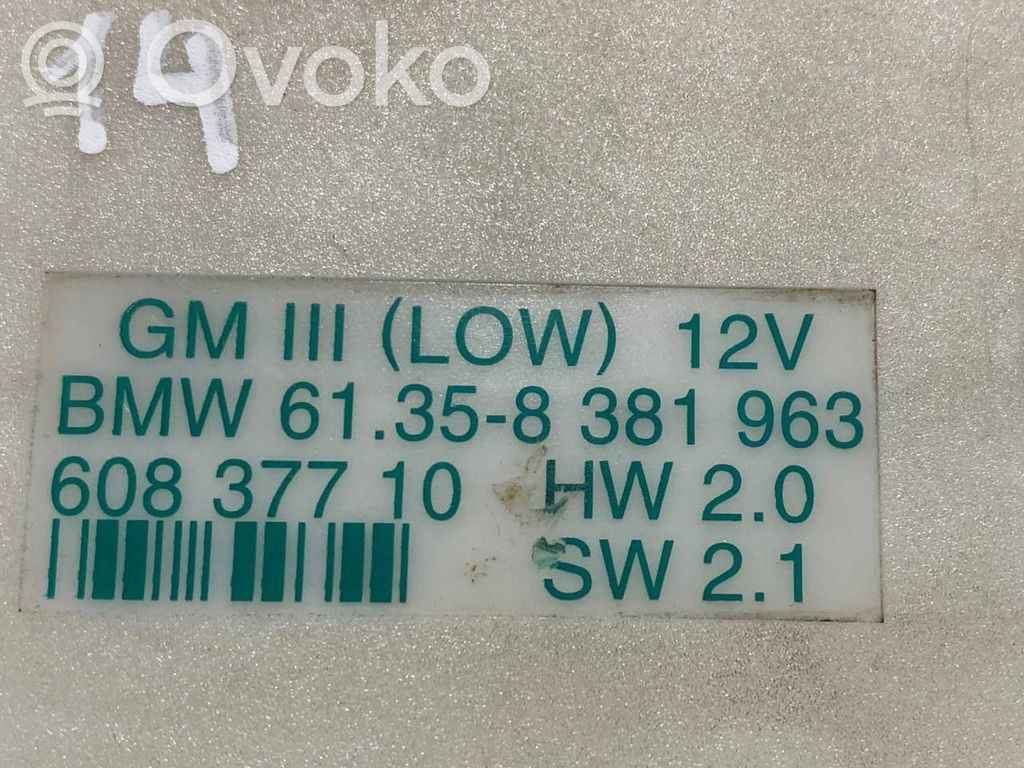 Ovoko
GM III (LOW) 12V
BMW 61.35-8 381 963
608 377 10 HW 2.0
SW 2.1